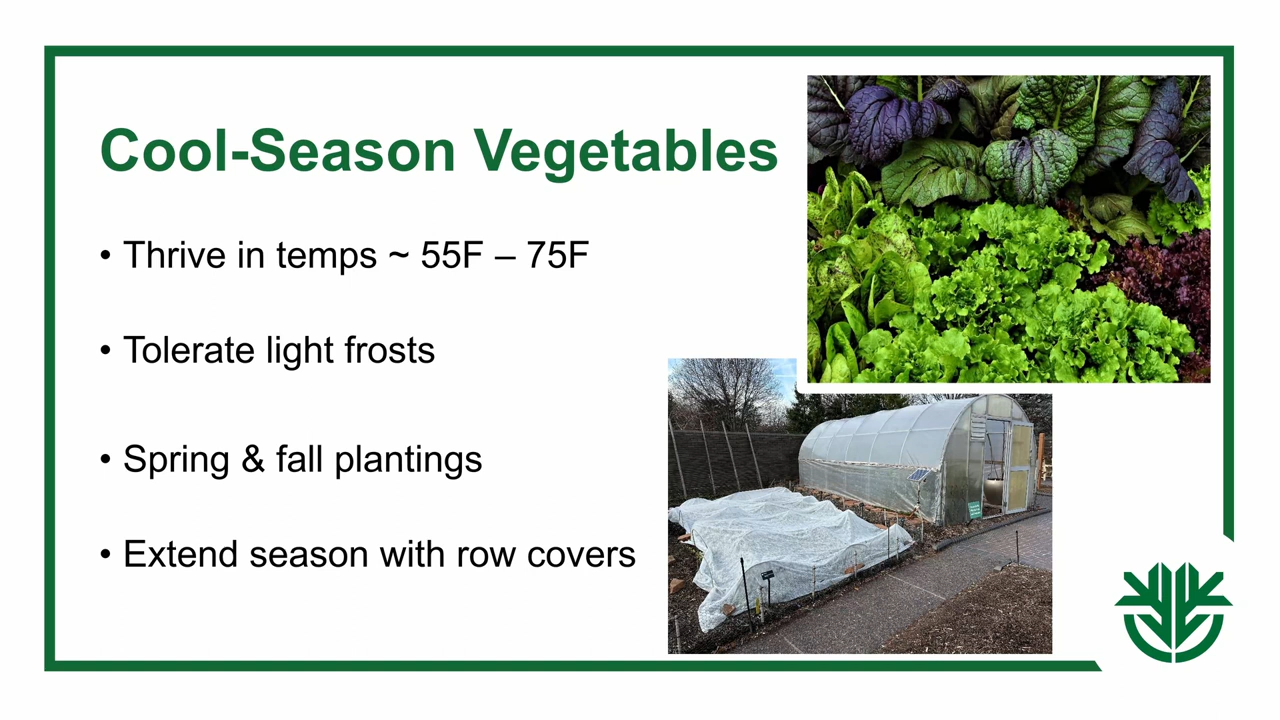 Cool-Season Vegetables
• Thrive in temps ~ 55F – 75F
• Tolerate light frosts
• Spring & fall plantings
• Extend season with row covers